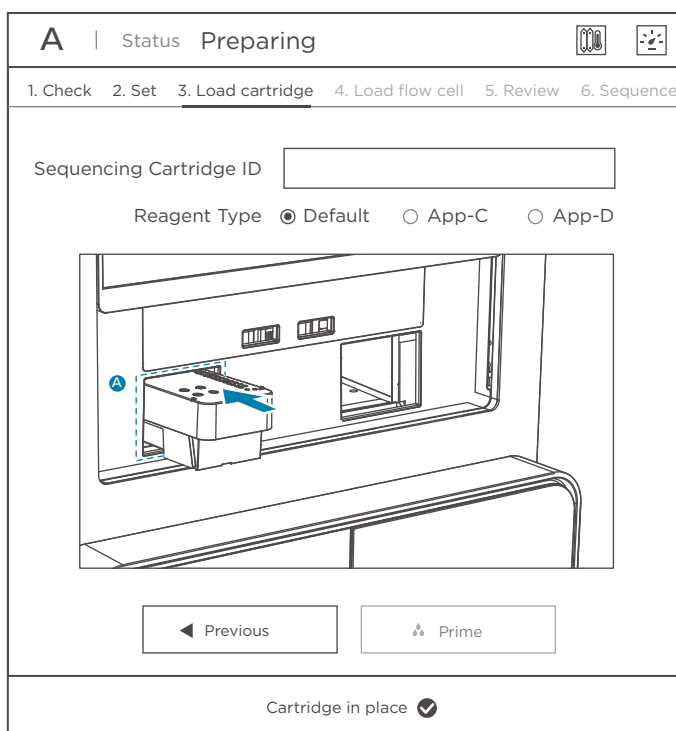 A | Status Preparing
1. Check 2. Set 3. Load cartridge 4. Load flow cell 5. Review 6. Sequence
Sequencing Cartridge ID
Reagent Type Default App-C App-D
A
Previous Prime
Cartridge in place